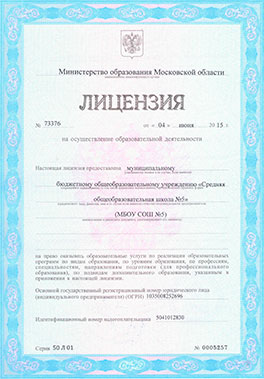 Министерство образования Московской области
ЛИЦЕНЗИЯ
№ 73376 от « 04 » июня 2015 г.
на осуществление образовательной деятельности
Настоящая лицензия предоставлена муниципальному
бюджетному общеобразовательному учреждению «Средняя
общеобразовательная школа №5»
(МБОУ СОШ №5)
на право оказывать образовательные услуги по реализации образовательных
программ по видам образования, по уровням образования, по профессиям,
специальностям, направлениям подготовки (для профессионального
образования), по подвидам дополнительного образования, указанным в
приложении к настоящей лицензии.
Основной государственный регистрационный номер юридического лица
(индивидуального предпринимателя) (ОГРН) 1035008252696
Идентификационный номер налогоплательщика 5041012830
Серия 50 Л 01 № 0005257